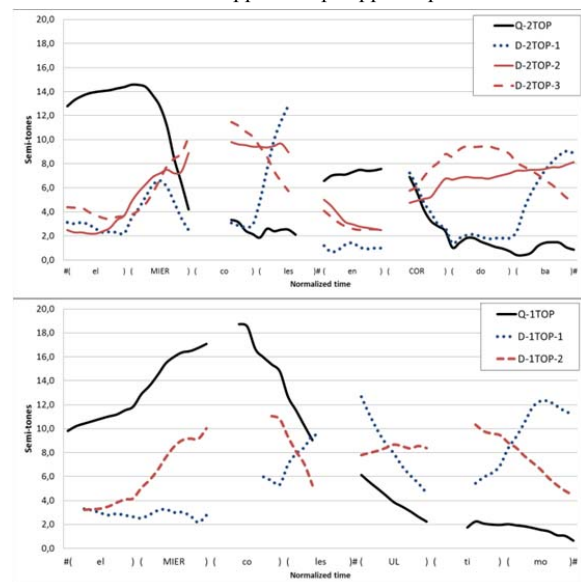 20,0
18,0
16,0
14,0
12,0
10,0
8,0
6,0
4,0
2,0
0,0
Semi-tones
Q-2TOP
D-2TOP-1
D-2TOP-2
D-2TOP-3
#( el )( MIER )( co )( les )# ( en )( COR )( do )( ba )#
Normalized time
20,0
18,0
16,0
14,0
12,0
10,0
8,0
6,0
4,0
2,0
0,0
Semi-tones
Q-1TOP
D-1TOP-1
D-1TOP-2
#( el )( MIER )( co )( les )#( UL )( ti )( mo )#
Normalized time